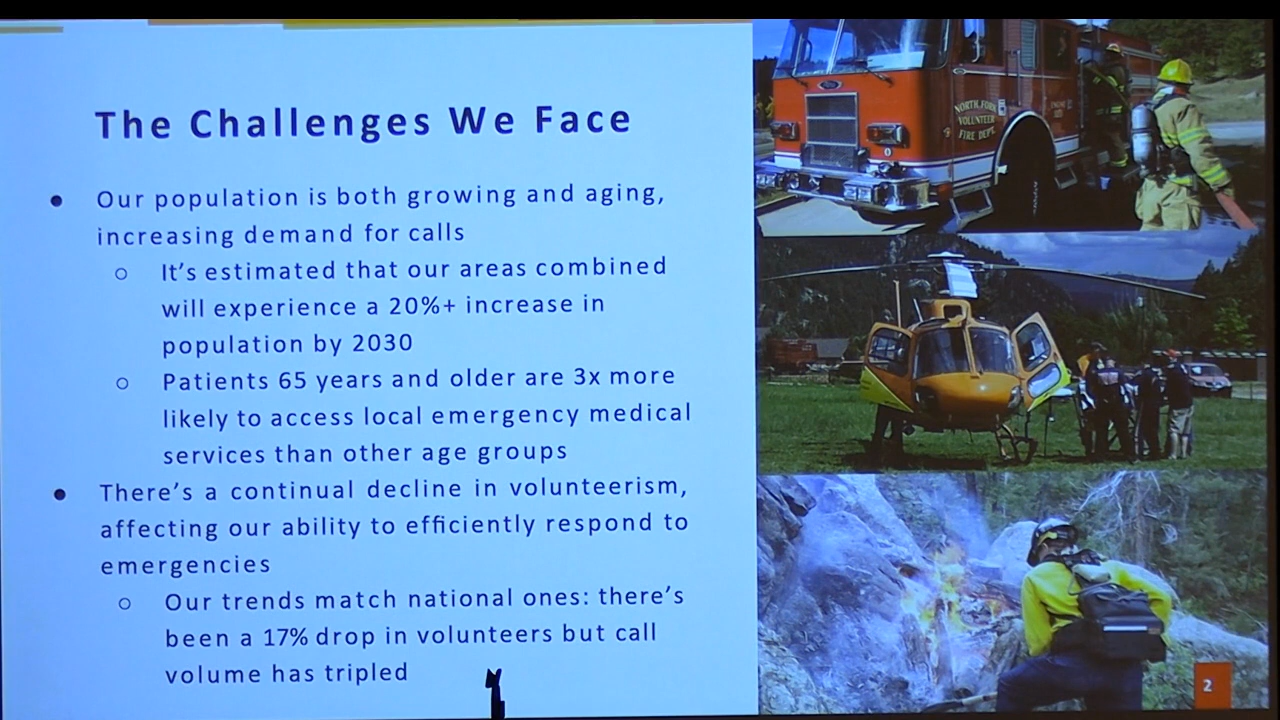 The Challenges We Face
● Our population is both growing and aging,
increasing demand for calls
○ It's estimated that our areas combined
will experience a 20%+ increase in
population by 2030
○ Patients 65 years and older are 3x more
likely to access local emergency medical
services than other age groups
● There's a continual decline in volunteerism,
affecting our ability to efficiently respond to
emergencies
○ Our trends match national ones: there's
been a 17% drop in volunteers but call
volume has tripled
NORTH FORK
VOLUNTEER
FIRE DEPT.
2